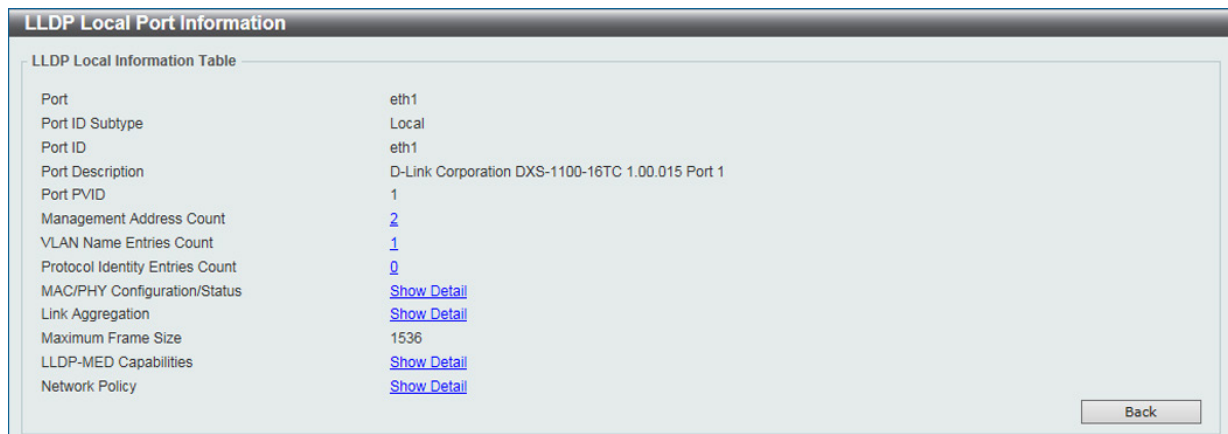 LLDP Local Port Information
LLDP Local Information Table
Port eth1
Port ID Subtype Local
Port ID eth1
Port Description D-Link Corporation DXS-1100-16TC 1.00.015 Port 1
Port PVID 1
Management Address Count 2
VLAN Name Entries Count 1
Protocol Identity Entries Count 0
MAC/PHY Configuration/Status Show Detail
Link Aggregation Show Detail
Maximum Frame Size 1536
LLDP-MED Capabilities Show Detail
Network Policy Show Detail
Back